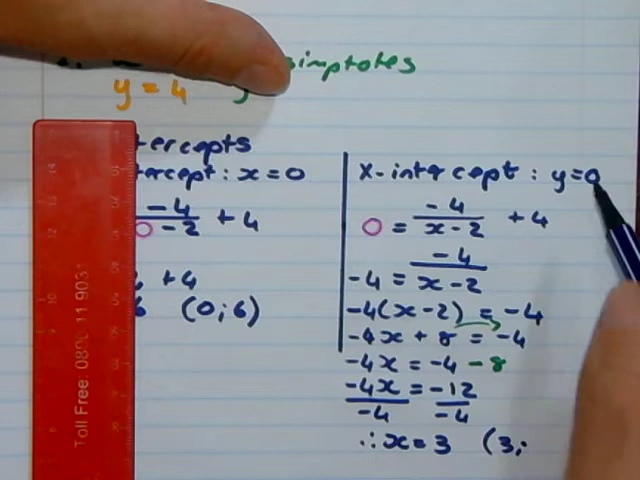 simptotes
y = 4
tercepts
tercept : x = 0
-4
0 - 2 + 4
+4
6 (0;6)
x-intercept : y=0
0 = -4 / x-2 + 4
-4 = -4 / x-2
-4(x-2) = -4
-4x + 8 = -4
-4x = -4 - 8
-4x = -12
-4 -4
∴ x = 3 (3;
Toll Free: 0800 11 9031